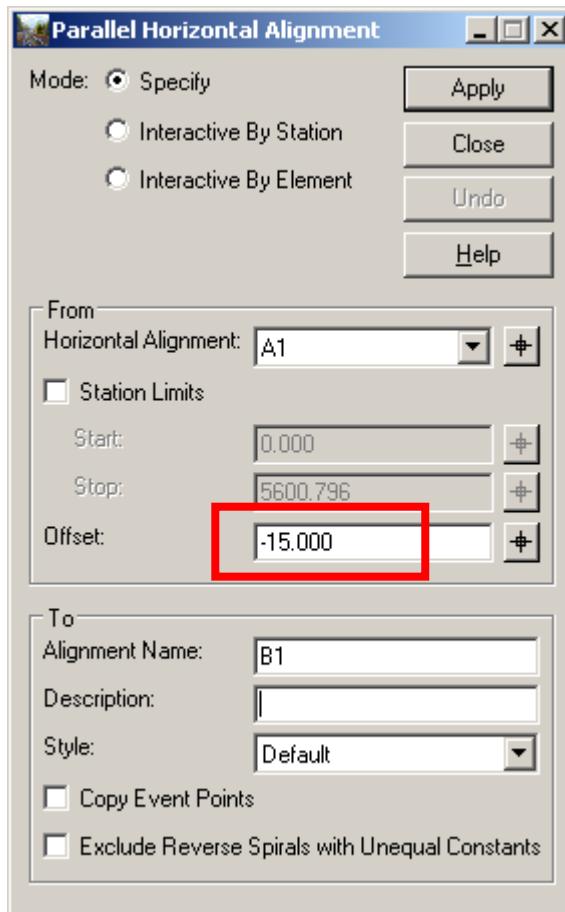 Parallel Horizontal Alignment
Mode: Specify
Interactive By Station
Interactive By Element
Apply
Close
Undo
Help
From
Horizontal Alignment: A1
Station Limits
Start: 0.000
Stop: 5600.796
Offset: -15.000
To
Alignment Name: B1
Description:
Style: Default
Copy Event Points
Exclude Reverse Spirals with Unequal Constants